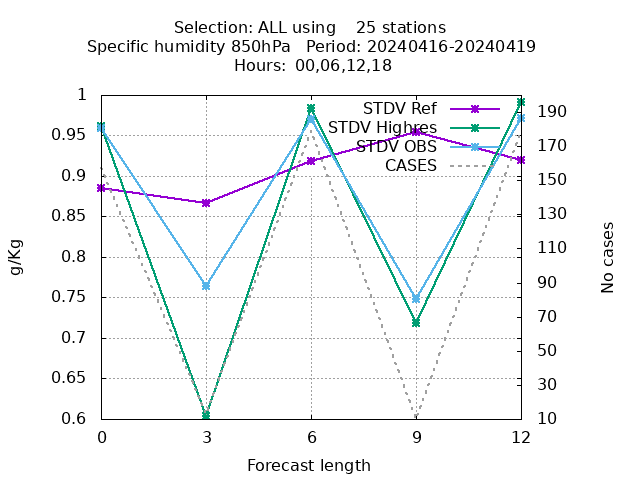 Selection: ALL using    25 stations
Specific humidity 850hPa   Period: 20240416-20240419
Hours: 00,06,12,18
STDV Ref
STDV Highres
STDV OBS
CASES
1
0.95
0.9
0.85
0.8
0.75
0.7
0.65
0.6
190
170
150
130
110
90
70
50
30
10
g/Kg
No cases
0 3 6 9 12
Forecast length